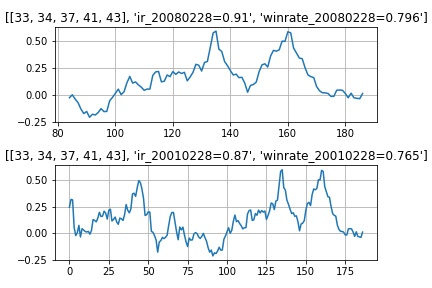 [[33, 34, 37, 41, 43], 'ir_20080228=0.91', 'winrate_20080228=0.796']
0.50
0.25
0.00
−0.25
80 100 120 140 160 180
[[33, 34, 37, 41, 43], 'ir_20010228=0.87', 'winrate_20010228=0.765']
0.50
0.25
0.00
−0.25
0 25 50 75 100 125 150 175